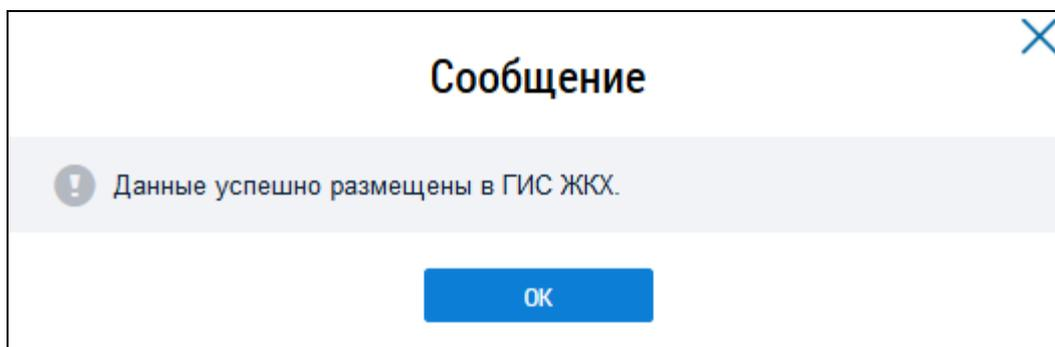 Сообщение
Данные успешно размещены в ГИС ЖКХ.
ОК